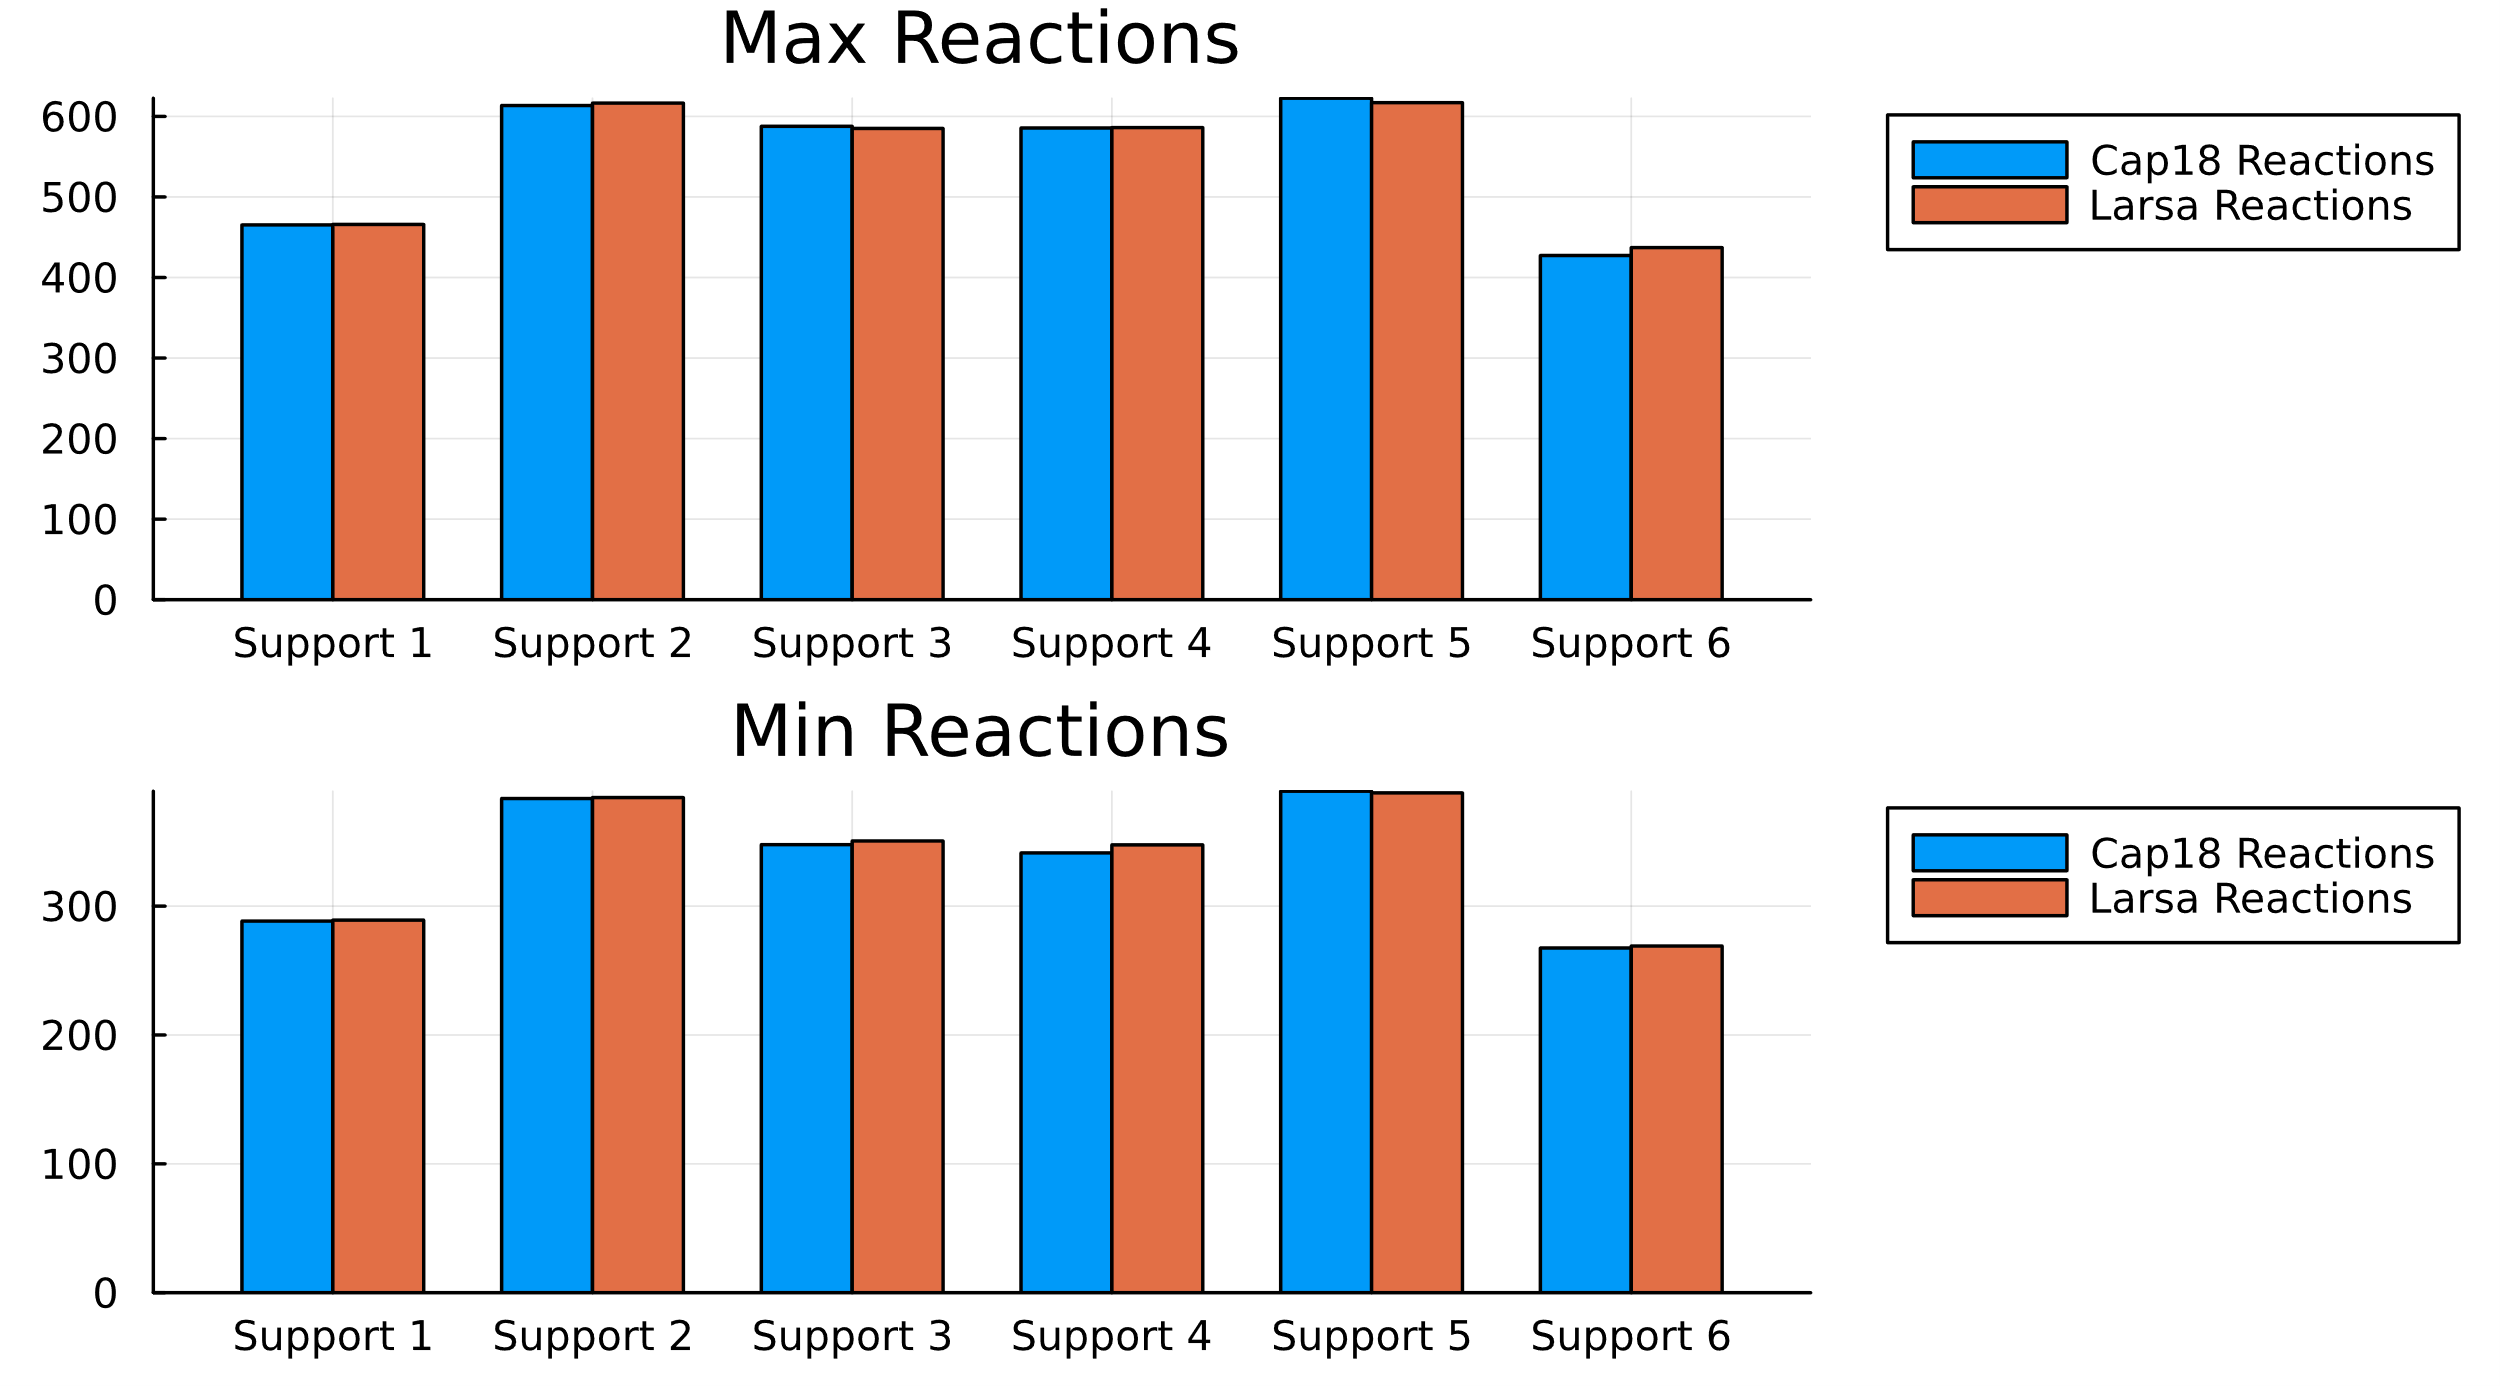 Max Reactions
600
500
400
300
200
100
0
Support 1 Support 2 Support 3 Support 4 Support 5 Support 6
Cap18 Reactions
Larsa Reactions
Min Reactions
300
200
100
0
Support 1 Support 2 Support 3 Support 4 Support 5 Support 6
Cap18 Reactions
Larsa Reactions